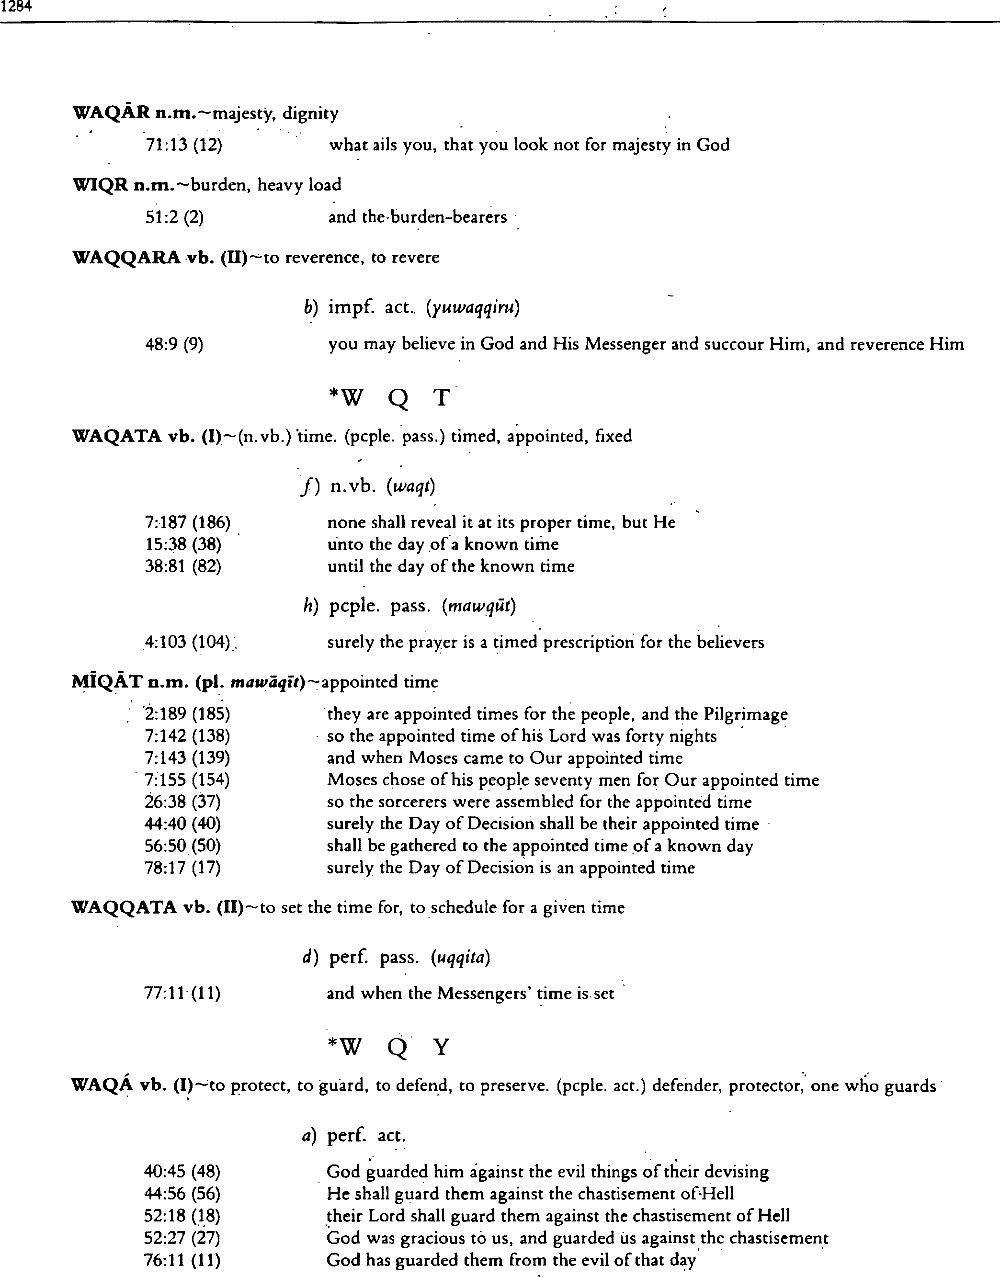 1284
WAQĀR n.m.~majesty, dignity
71:13 (12) what ails you, that you look not for majesty in God
WIQR n.m.~burden, heavy load
51:2 (2) and the burden-bearers
WAQQARA vb. (II)~to reverence, to revere
b) impf. act. (yuwaqqiru)
48:9 (9) you may believe in God and His Messenger and succour Him, and reverence Him
*W Q T
WAQATA vb. (I)~(n.vb.) time. (pcple. pass.) timed, appointed, fixed
f) n.vb. (waqt)
7:187 (186) none shall reveal it at its proper time, but He
15:38 (38) unto the day of a known time
38:81 (82) until the day of the known time
h) pcple. pass. (mawqūt)
4:103 (104) surely the prayer is a timed prescription for the believers
MĪQĀT n.m. (pl. mawāqīt)~appointed time
2:189 (185) they are appointed times for the people, and the Pilgrimage
7:142 (138) so the appointed time of his Lord was forty nights
7:143 (139) and when Moses came to Our appointed time
7:155 (154) Moses chose of his people seventy men for Our appointed time
26:38 (37) so the sorcerers were assembled for the appointed time
44:40 (40) surely the Day of Decision shall be their appointed time
56:50 (50) shall be gathered to the appointed time of a known day
78:17 (17) surely the Day of Decision is an appointed time
WAQQATA vb. (II)~to set the time for, to schedule for a given time
d) perf. pass. (uqqita)
77:11 (11) and when the Messengers' time is set
*W Q Y
WAQÁ vb. (I)~to protect, to guard, to defend, to preserve. (pcple. act.) defender, protector, one who guards
a) perf. act.
40:45 (48) God guarded him against the evil things of their devising
44:56 (56) He shall guard them against the chastisement of Hell
52:18 (18) their Lord shall guard them against the chastisement of Hell
52:27 (27) God was gracious to us, and guarded us against the chastisement
76:11 (11) God has guarded them from the evil of that day